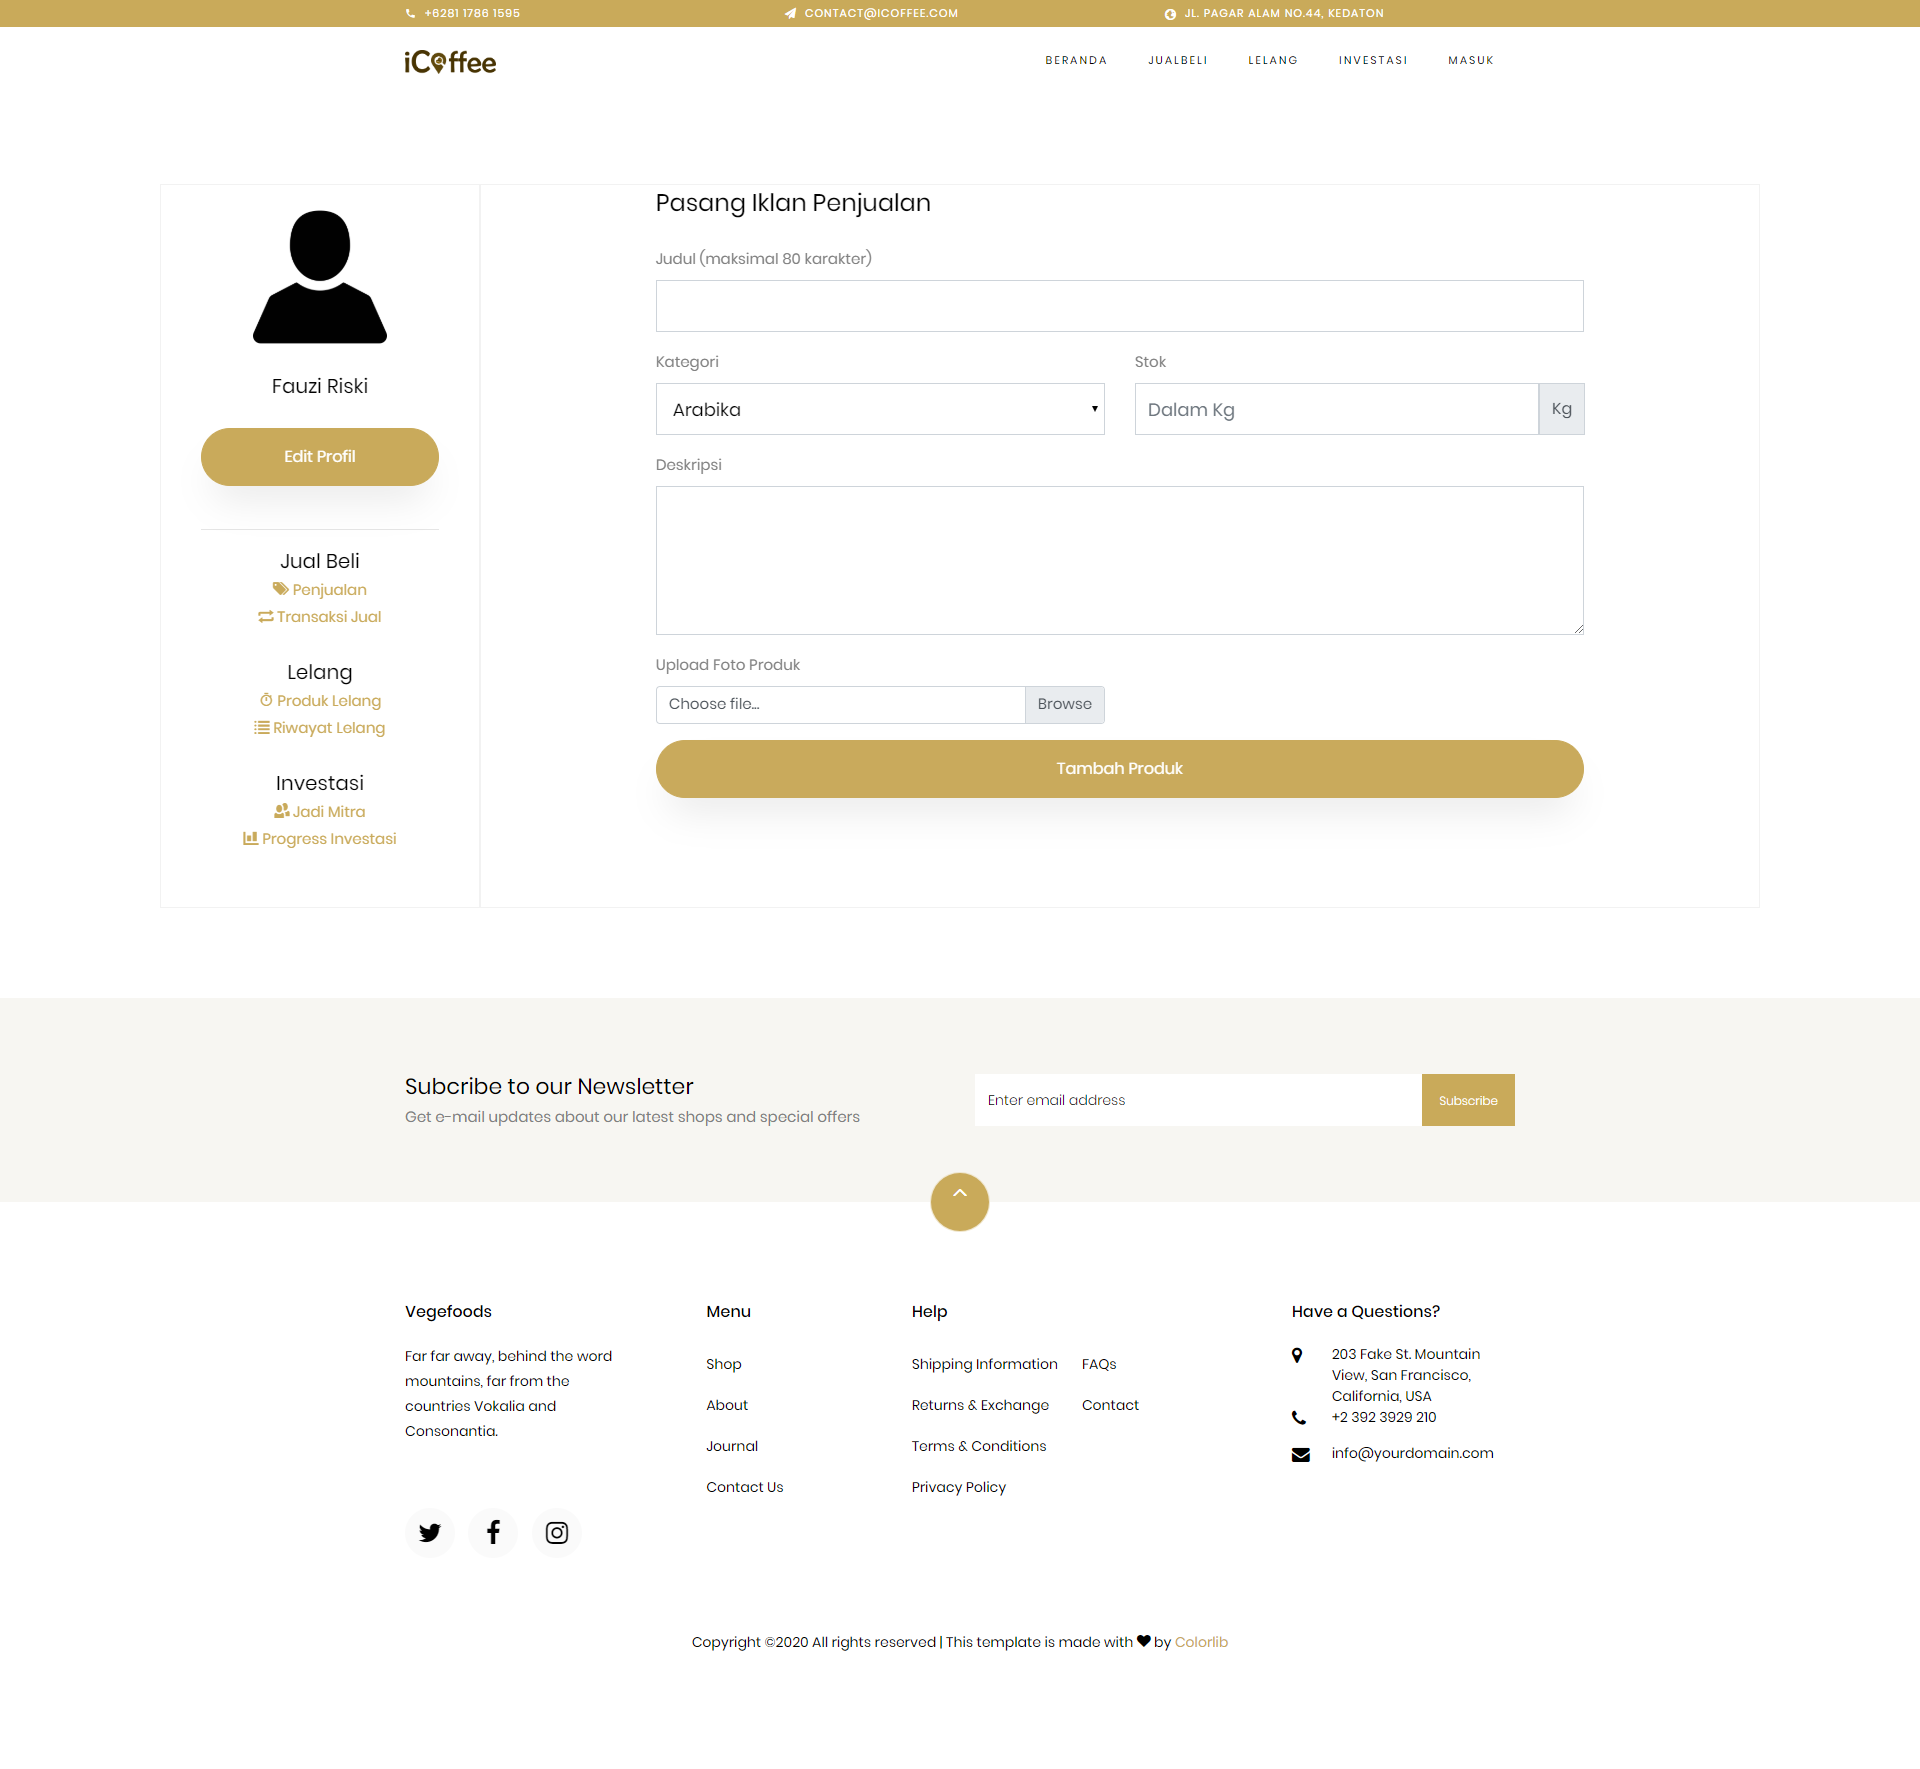 +6281 1786 1595
CONTACT@ICOFFEE.COM
JL. PAGAR ALAM NO.44, KEDATON
iCoffee
BERANDA
JUALBELI
LELANG
INVESTASI
MASUK
Fauzi Riski
Edit Profil
Jual Beli
Penjualan
Transaksi Jual
Lelang
Produk Lelang
Riwayat Lelang
Investasi
Jadi Mitra
Progress Investasi
Pasang Iklan Penjualan
Judul (maksimal 80 karakter)
Kategori
Stok
Arabika
Dalam Kg
Kg
Deskripsi
Upload Foto Produk
Choose file...
Browse
Tambah Produk
Subcribe to our Newsletter
Get e-mail updates about our latest shops and special offers
Enter email address
Subscribe
Vegefoods
Far far away, behind the word
mountains, far from the
countries Vokalia and
Consonantia.
Menu
Shop
About
Journal
Contact Us
Help
Shipping Information
Returns & Exchange
Terms & Conditions
Privacy Policy
FAQs
Contact
Have a Questions?
203 Fake St. Mountain
View, San Francisco,
California, USA
+2 392 3929 210
info@yourdomain.com
Copyright ©2020 All rights reserved | This template is made with ♥ by Colorlib